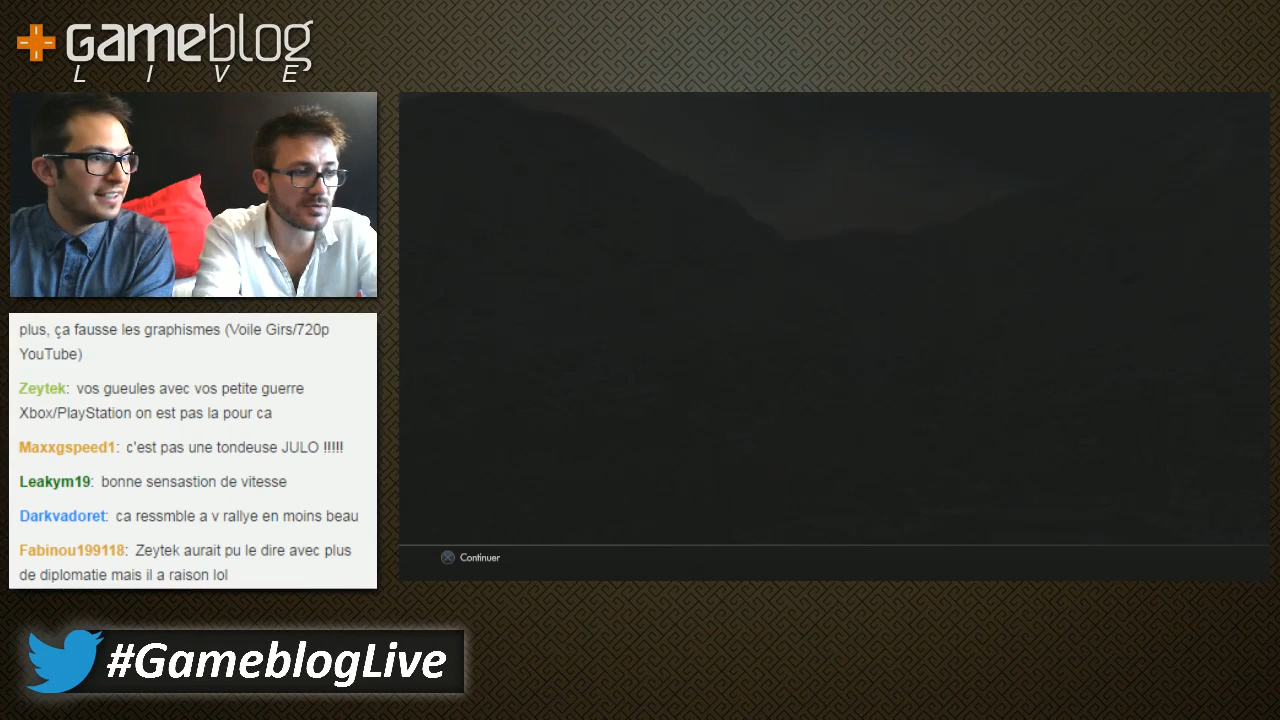 Gameblog
LIVE
plus, ça fausse les graphismes (Voile Girs/720p
YouTube)
Zeytek: vos gueules avec vos petite guerre
Xbox/PlayStation on est pas la pour ca
Maxxgspeed1: c'est pas une tondeuse JULO !!!!!
Leakym19: bonne sensastion de vitesse
Darkvadoret: ca ressmble a v rallye en moins beau
Fabinou199118: Zeytek aurait pu le dire avec plus
de diplomatie mais il a raison lol
Continuer
#GameblogLive